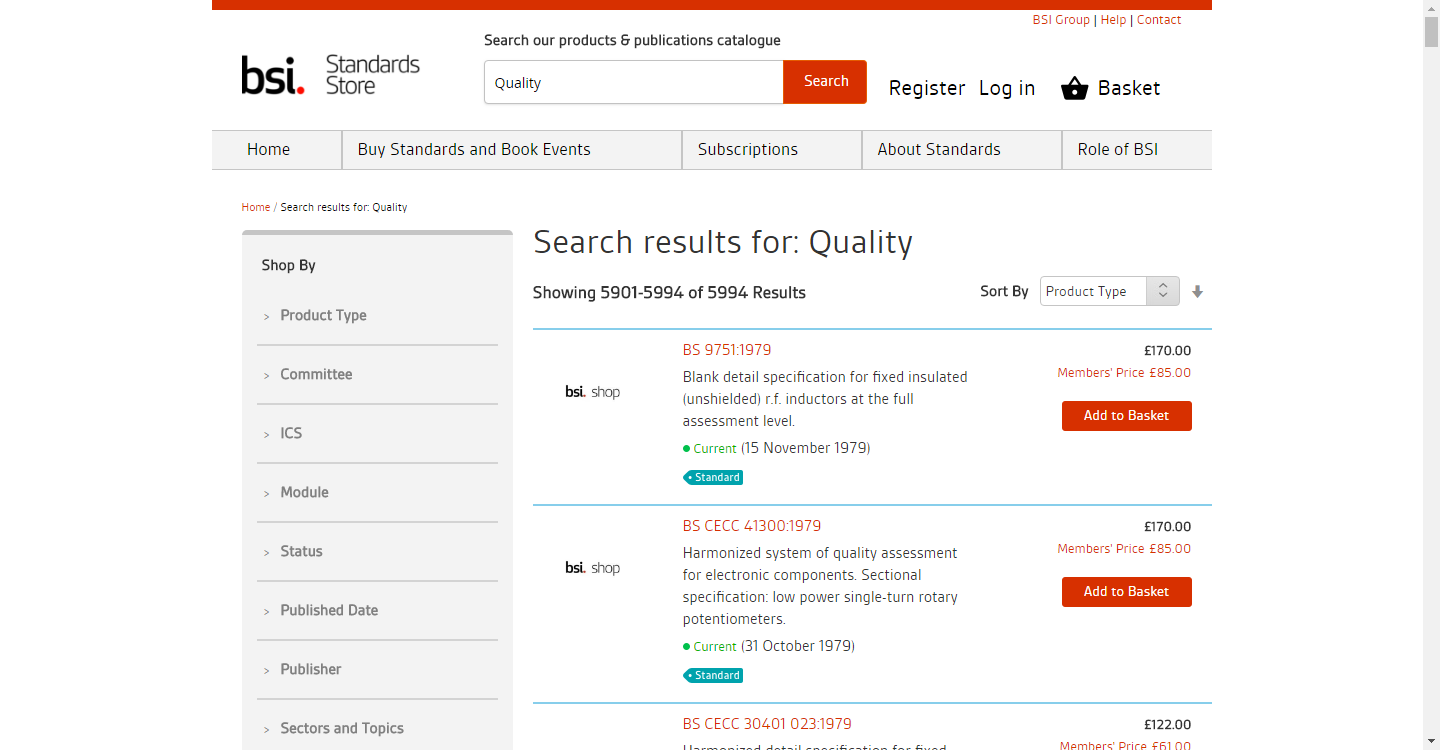 BSI Group | Help | Contact
Search our products & publications catalogue
bsi. Standards Store
Quality
Search
Register Log in Basket
Home
Buy Standards and Book Events
Subscriptions
About Standards
Role of BSI
Home / Search results for: Quality
Shop By
> Product Type
> Committee
> ICS
> Module
> Status
> Published Date
> Publisher
> Sectors and Topics
Search results for: Quality
Showing 5901-5994 of 5994 Results
Sort By Product Type
bsi. shop
BS 9751:1979
Blank detail specification for fixed insulated
(unshielded) r.f. inductors at the full
assessment level.
Current (15 November 1979)
Standard
£170.00
Members' Price £85.00
Add to Basket
bsi. shop
BS CECC 41300:1979
Harmonized system of quality assessment
for electronic components. Sectional
specification: low power single-turn rotary
potentiometers.
Current (31 October 1979)
Standard
£170.00
Members' Price £85.00
Add to Basket
BS CECC 30401 023:1979
Harmonized detail specification for fixed
£122.00
Members' Price £61.00